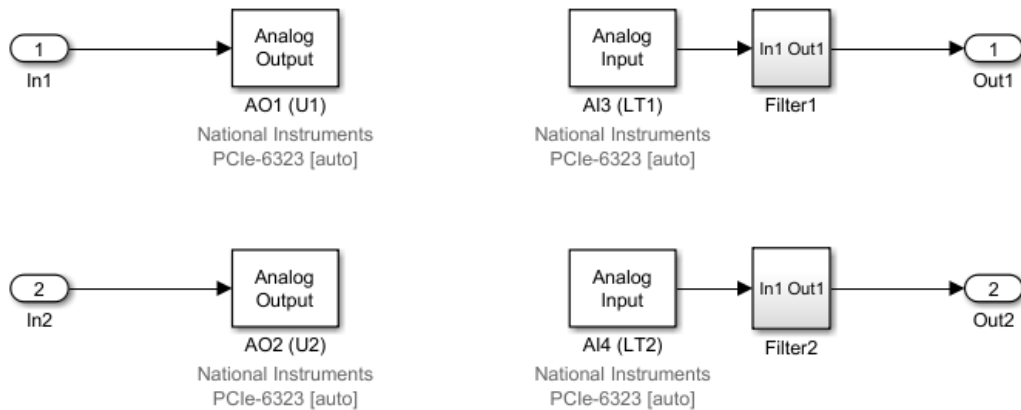 1
In1
Analog
Output
AO1 (U1)
National Instruments
PCIe-6323 [auto]
Analog
Input
AI3 (LT1)
National Instruments
PCIe-6323 [auto]
In1 Out1
Filter1
1
Out1
2
In2
Analog
Output
AO2 (U2)
National Instruments
PCIe-6323 [auto]
Analog
Input
AI4 (LT2)
National Instruments
PCIe-6323 [auto]
In1 Out1
Filter2
2
Out2